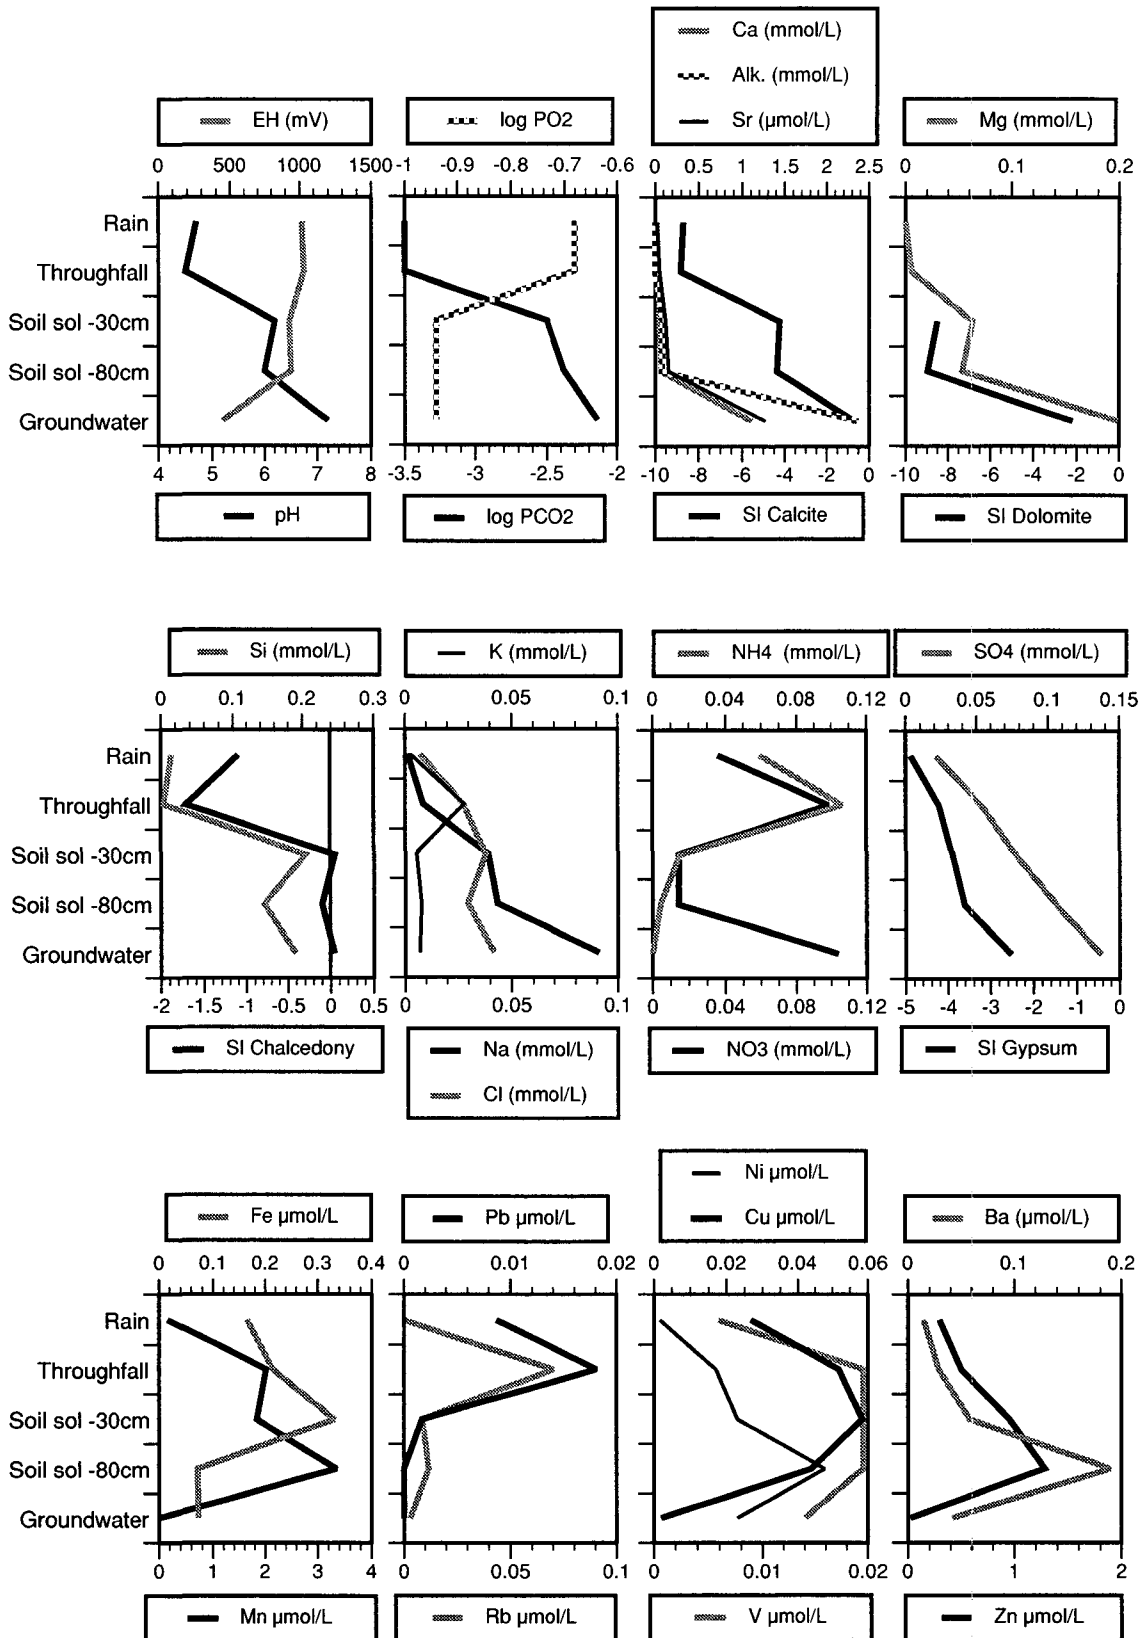 Ca (mmol/L)
Alk. (mmol/L)
Sr (µmol/L)
EH (mV)
log PO2
Mg (mmol/L)
0 500 1000 1500
-1 -0.9 -0.8 -0.7 -0.6
0 0.5 1 1.5 2 2.5
0 0.1 0.2
Rain
Throughfall
Soil sol -30cm
Soil sol -80cm
Groundwater
4 5 6 7 8
-3.5 -3 -2.5 -2
-10 -8 -6 -4 -2 0
-10 -8 -6 -4 -2 0
pH
log PCO2
SI Calcite
SI Dolomite
Si (mmol/L)
K (mmol/L)
NH4 (mmol/L)
SO4 (mmol/L)
0 0.1 0.2 0.3
0 0.05 0.1
0 0.04 0.08 0.12
0 0.05 0.1 0.15
Rain
Throughfall
Soil sol -30cm
Soil sol -80cm
Groundwater
-2 -1.5 -1 -0.5 0 0.5
0 0.05 0.1
0 0.04 0.08 0.12
-5 -4 -3 -2 -1 0
SI Chalcedony
Na (mmol/L)
Cl (mmol/L)
NO3 (mmol/L)
SI Gypsum
Ni µmol/L
Cu µmol/L
Fe µmol/L
Pb µmol/L
Ba (µmol/L)
0 0.1 0.2 0.3 0.4
0 0.01 0.02
0 0.02 0.04 0.06
0 0.1 0.2
Rain
Throughfall
Soil sol -30cm
Soil sol -80cm
Groundwater
0 1 2 3 4
0 0.05 0.1
0 0.01 0.02
0 1 2
Mn µmol/L
Rb µmol/L
V µmol/L
Zn µmol/L